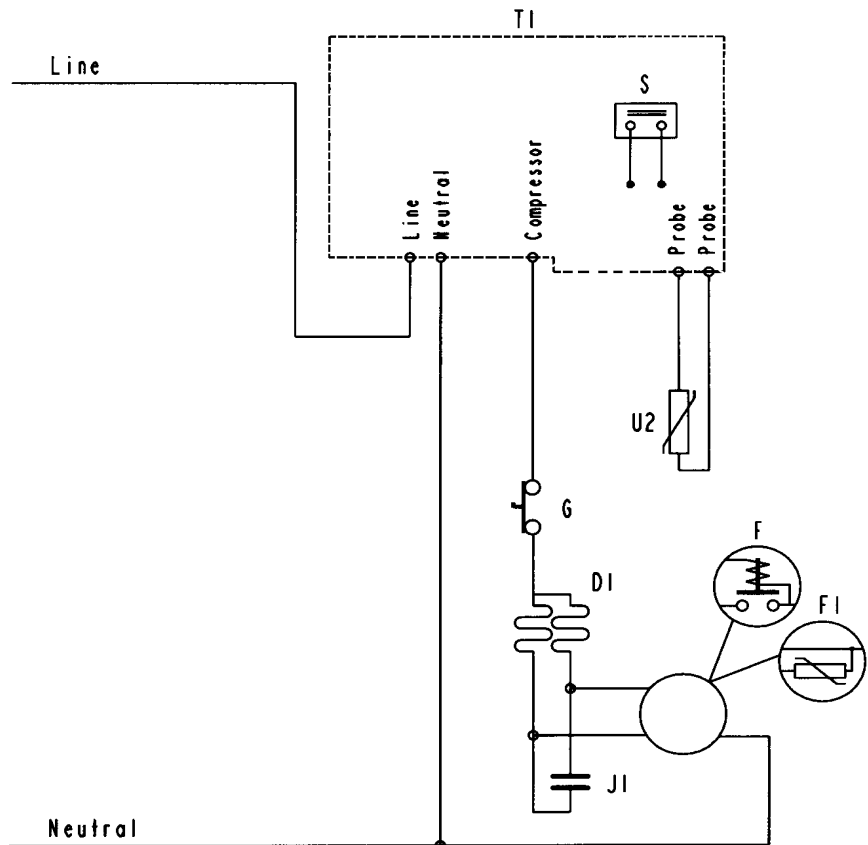 T1
Line
S
Line
Neutral
Compressor
Probe
Probe
U2
G
F
D1
F1
J1
Neutral